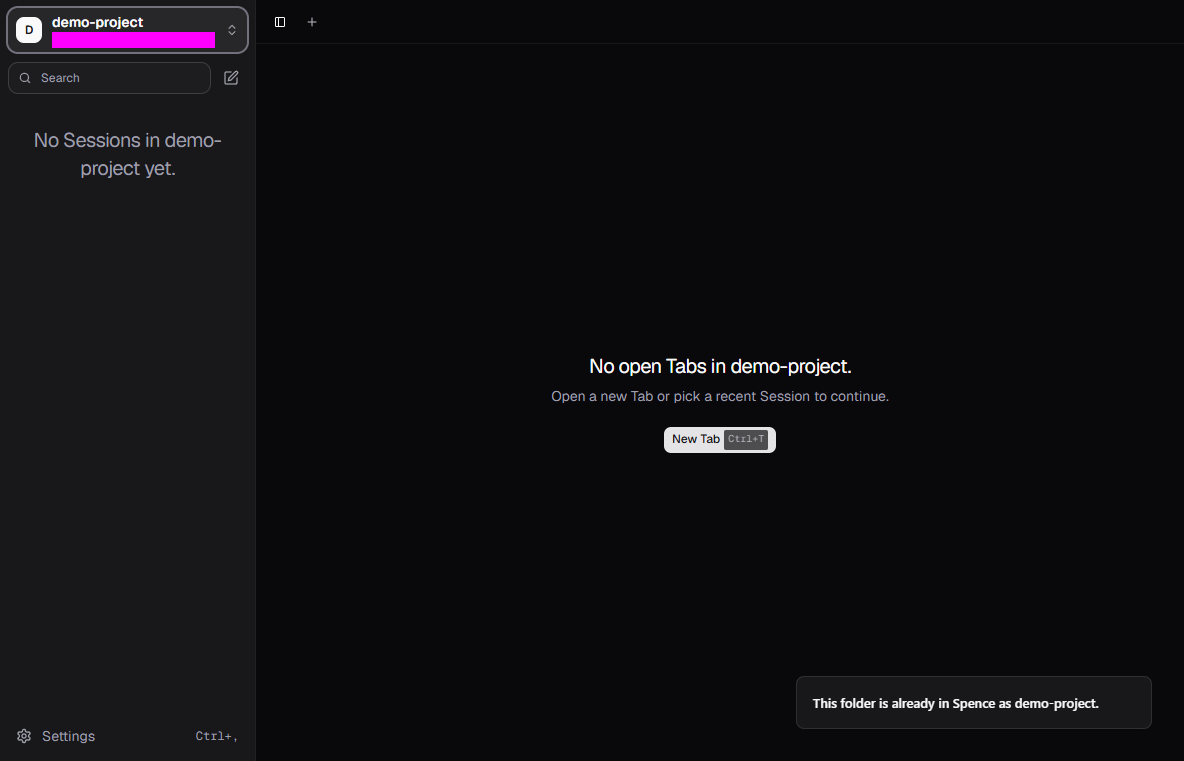 D
demo-project
Search
No Sessions in demo-
project yet.
No open Tabs in demo-project.
Open a new Tab or pick a recent Session to continue.
New Tab Ctrl+T
This folder is already in Spence as demo-project.
Settings Ctrl+,